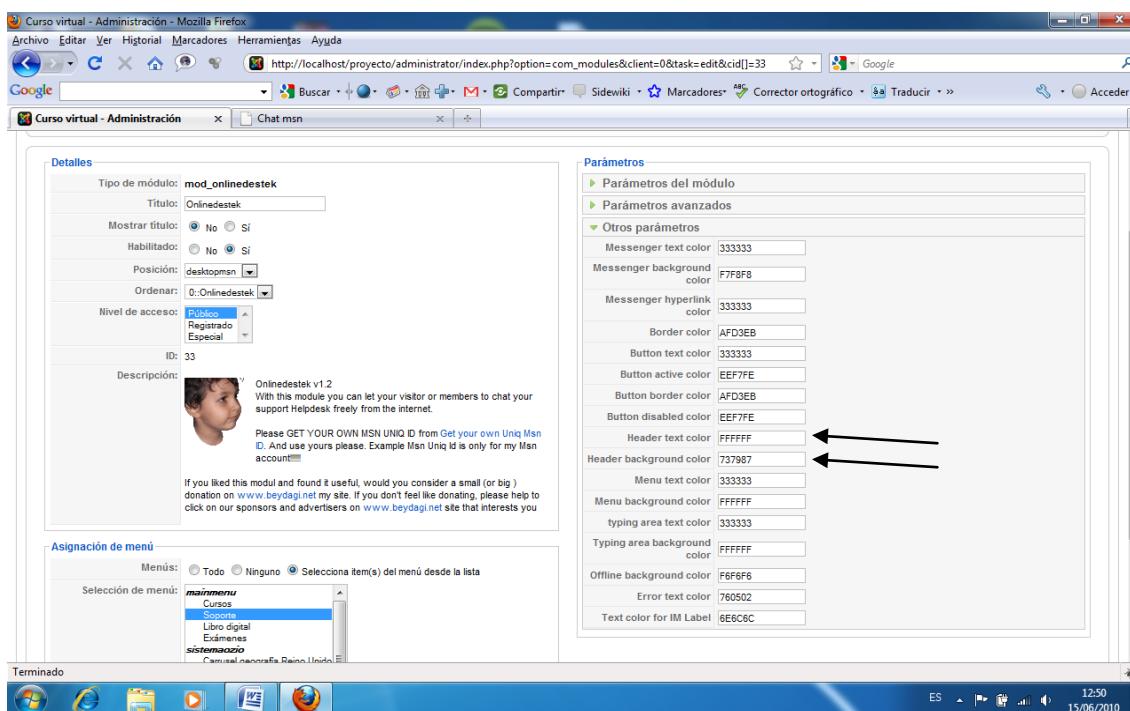 Curso virtual - Administración - Mozilla Firefox
Archivo Editar Ver Historial Marcadores Herramientas Ayuda
http://localhost/proyecto/administrator/index.php?option=com_modules&client=0&task=edit&cid[]=33
Google
Google
Buscar
Compartir
Sidewiki
Marcadores
Corrector ortográfico
Traducir
Acceder
Curso virtual - Administración
Chat msn
Detalles
Tipo de módulo: mod_onlinedestek
Título: Onlinedestek
Mostrar título: No Sí
Habilitado: No Sí
Posición: desktopmsn
Ordenar: 0::Onlinedestek
Nivel de acceso: Público
Registrado
Especial
ID: 33
Descripción:
Onlinedestek v1.2
With this module you can let your visitor or members to chat your
support Helpdesk freely from the internet.
Please GET YOUR OWN MSN UNIQ ID from Get your own Uniq Msn
ID. And use yours please. Example Msn Uniq Id is only for my Msn
account
If you liked this modul and found it useful, would you consider a small (or big )
donation on www.beydagi.net my site. If you don't feel like donating, please help to
click on our sponsors and advertisers on www.beydagi.net site that interests you
Asignación de menú
Menús: Todo Ninguno Selecciona item(s) del menú desde la lista
Selección de menú: mainmenu
Cursos
Soporte
Libro digital
Exámenes
sistemaozio
Carrusel geografía Reino Unido
Parámetros
Parámetros del módulo
Parámetros avanzados
Otros parámetros
Messenger text color 333333
Messenger background
color F7F8F8
Messenger hyperlink
color 333333
Border color AFD3EB
Button text color 333333
Button active color EEF7FE
Button border color AFD3EB
Button disabled color EEF7FE
Header text color FFFFFF
Header background color 737987
Menu text color 333333
Menu background color FFFFFF
typing area text color 333333
Typing area background
color FFFFFF
Offline background color F6F6F6
Error text color 760502
Text color for IM Label 6E6C6C
Terminado
ES
12:50
15/06/2010